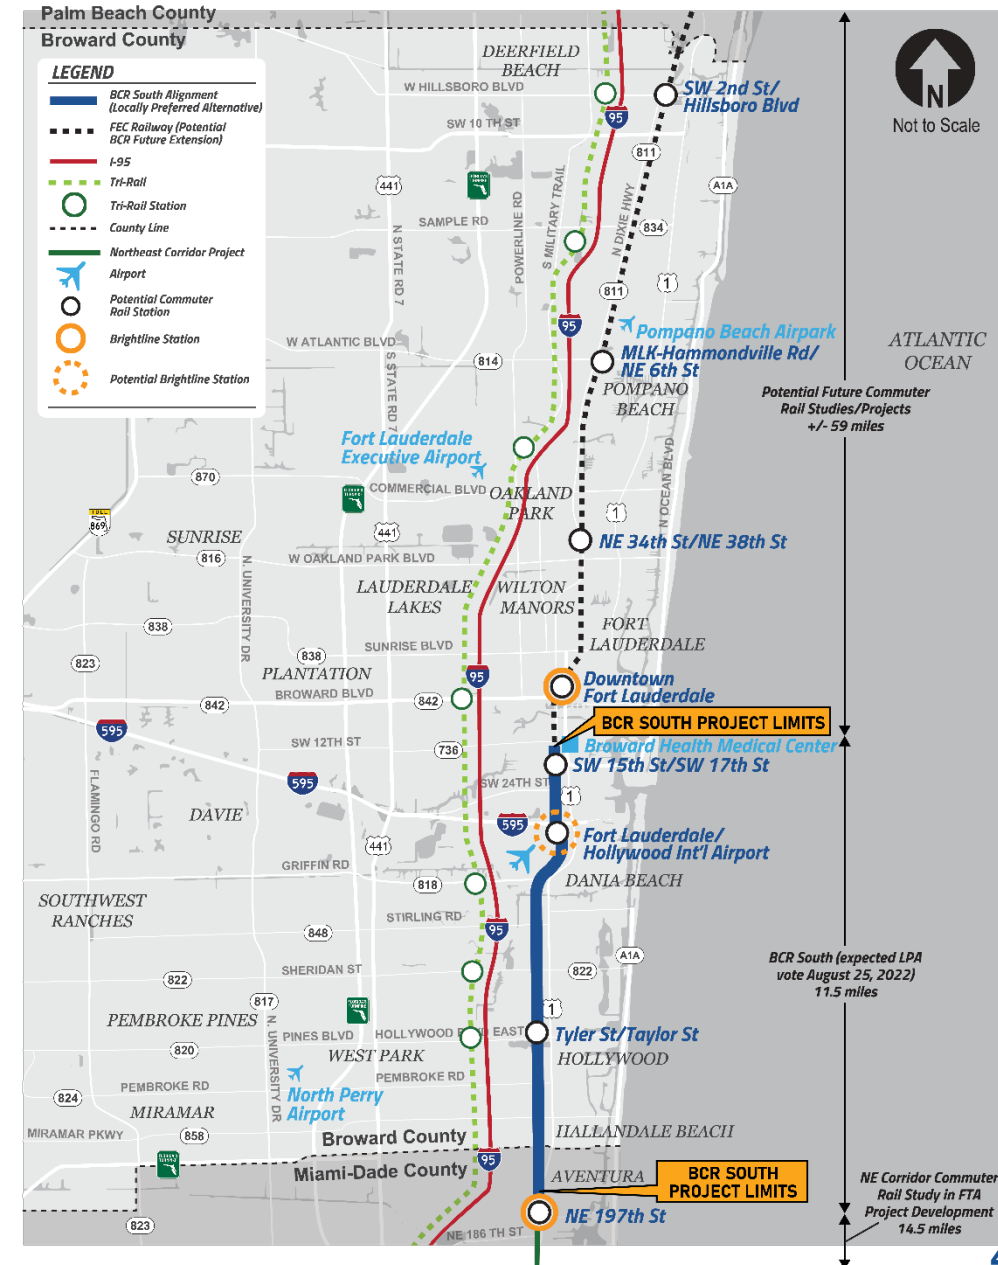 Palm Beach County
Broward County
LEGEND
BCR South Alignment
(Locally Preferred Alternative)
FEC Railway (Potential
BCR Future Extension)
I-95
Tri-Rail
Tri-Rail Station
County Line
Northeast Corridor Project
Airport
Potential Commuter
Rail Station
Brightline Station
Potential Brightline Station
N
Not to Scale
DEERFIELD
BEACH
W HILLSBORO BLVD
SW 2nd St/
Hillsboro Blvd
95
SW 10 TH ST
811
441
A1A
SAMPLE RD
834
N STATE RD 7
POWERLINE RD
S MILITARY TRAIL
N DIXIE HWY
1
811
95
Pompano Beach Airpark
W ATLANTIC BLVD
814
MLK-Hammondville Rd/
NE 6th St
S STATE RD 7
POMPANO
BEACH
ATLANTIC
OCEAN
Potential Future Commuter
Rail Studies/Projects
+/- 59 miles
Fort Lauderdale
Executive Airport
870
COMMERCIAL BLVD
OAKLAND
PARK
N OCEAN BLVD
1
TOLL
869
441
SUNRISE
816
W OAKLAND PARK BLVD
NE 34th St/NE 38th St
N. UNIVERSITY DR
LAUDERDALE
LAKES
WILTON
MANORS
838
FORT
LAUDERDALE
SUNRISE BLVD
838
823
PLANTATION
95
BROWARD BLVD
842
842
Downtown
Fort Lauderdale
BCR SOUTH PROJECT LIMITS
595
SW 12TH ST
736
Broward Health Medical Center
SW 15th St/SW 17th St
FLAMINGO RD
595
SW 24TH ST
1
DAVIE
595
Fort Lauderdale/
Hollywood Int'l Airport
441
GRIFFIN RD
818
DANIA BEACH
SOUTHWEST
RANCHES
STIRLING RD
848
95
A1A
BCR South (expected LPA
vote August 25, 2022)
11.5 miles
SHERIDAN ST
822
822
817
1
PEMBROKE PINES
N. UNIVERSITY DR
PINES BLVD
HOLLYWOOD BLVD EAST
Tyler St/Taylor St
820
WEST PARK
HOLLYWOOD
PEMBROKE RD
PEMBROKE RD
824
North Perry
Airport
MIRAMAR
MIRAMAR PKWY
858
Broward County
HALLANDALE BEACH
Miami-Dade County
95
AVENTURA
BCR SOUTH
PROJECT LIMITS
NE Corridor Commuter
Rail Study in FTA
Project Development
14.5 miles
823
NE 197th St
NE 186 TH ST